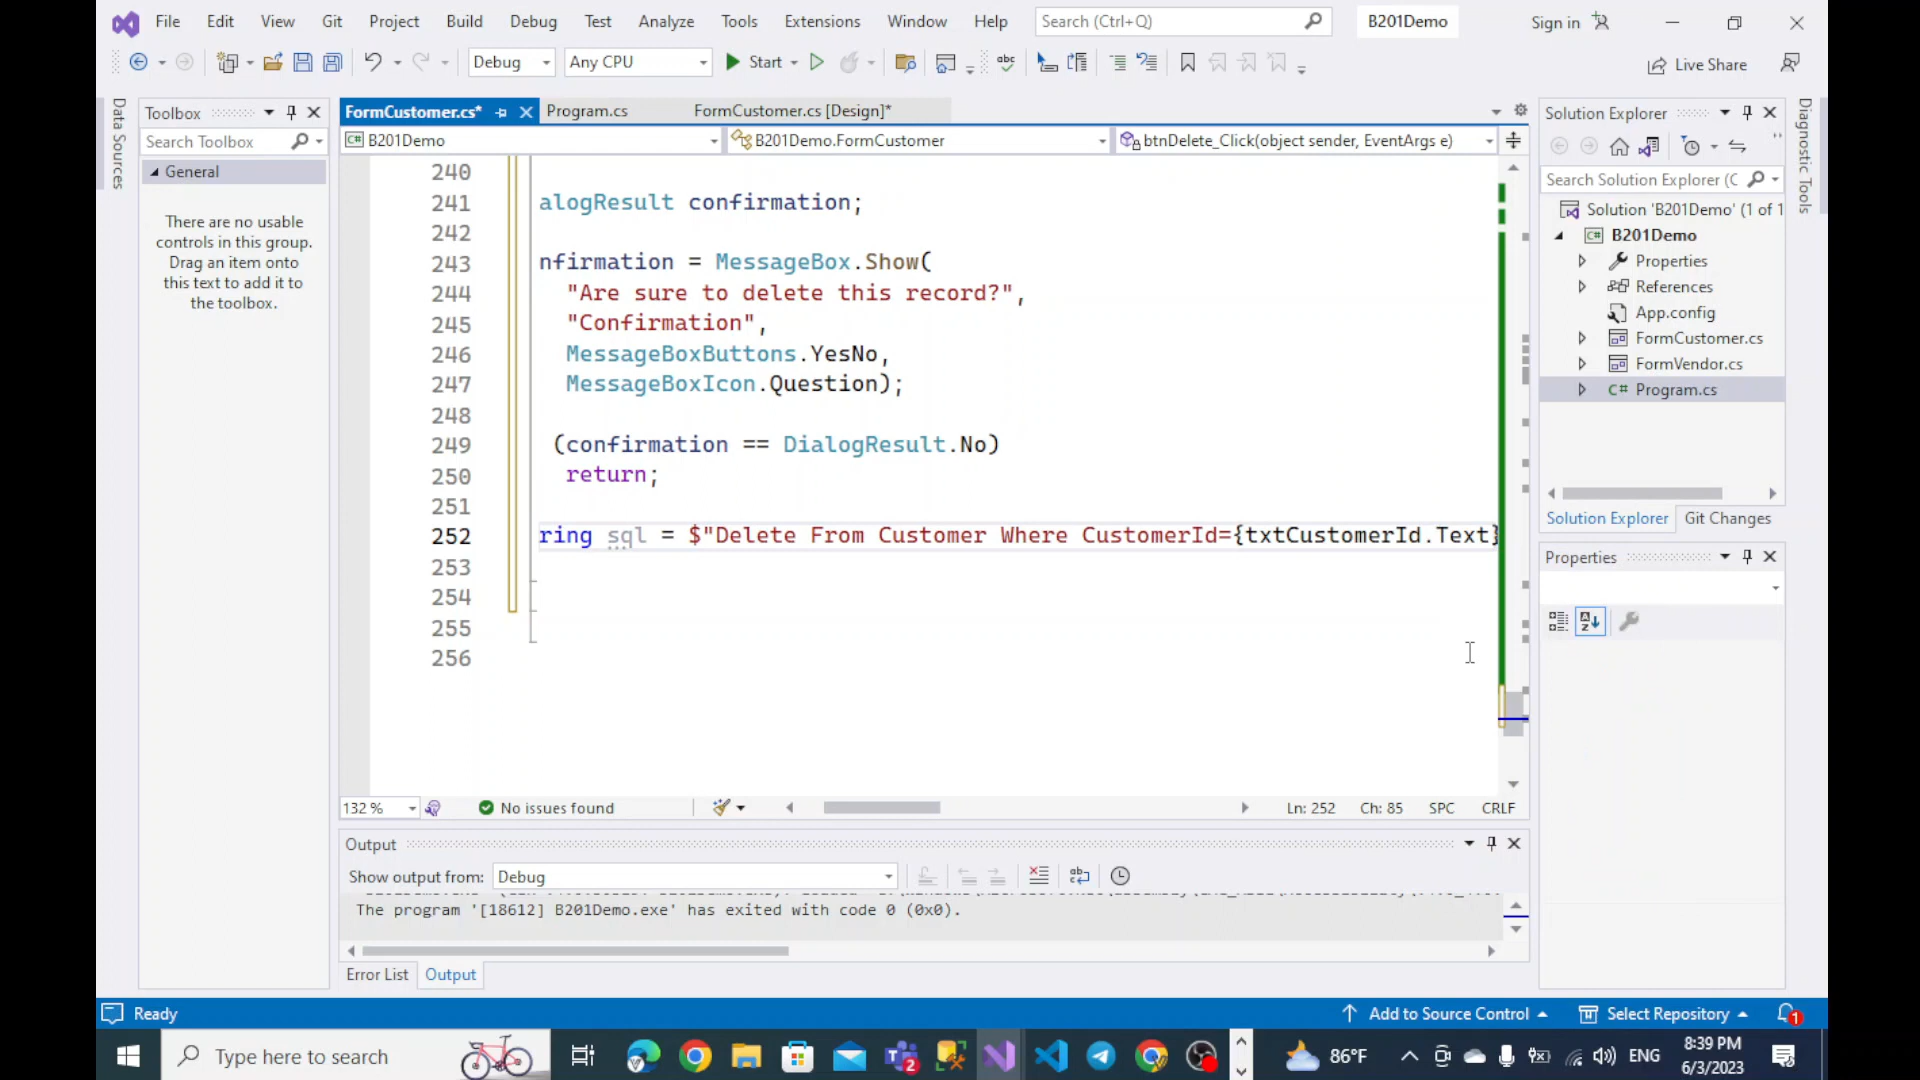 File Edit View Git Project Build Debug Test Analyze Tools Extensions Window Help Search (Ctrl+Q) B201Demo Sign in
Debug Any CPU Start Live Share
Data Sources
Toolbox
Search Toolbox
General
There are no usable
controls in this group.
Drag an item onto
this text to add it to
the toolbox.
FormCustomer.cs* Program.cs FormCustomer.cs [Design]*
B201Demo B201Demo.FormCustomer btnDelete_Click(object sender, EventArgs e)
240
241 alogResult confirmation;
242
243 nfirmation = MessageBox.Show(
244 "Are sure to delete this record?",
245 "Confirmation",
246 MessageBoxButtons.YesNo,
247 MessageBoxIcon.Question);
248
249 (confirmation == DialogResult.No)
250 return;
251
252 ring sql = $"Delete From Customer Where CustomerId={txtCustomerId.Text}
253
254
255
256
132 % No issues found Ln: 252 Ch: 85 SPC CRLF
Output
Show output from: Debug
The program '[18612] B201Demo.exe' has exited with code 0 (0x0).
Error List Output
Solution Explorer
Search Solution Explorer (C
Solution 'B201Demo' (1 of 1
C# B201Demo
Properties
References
App.config
FormCustomer.cs
FormVendor.cs
C# Program.cs
Solution Explorer Git Changes
Properties
Diagnostic Tools
Ready Add to Source Control Select Repository 1
Type here to search 2 86°F ENG 8:39 PM
6/3/2023